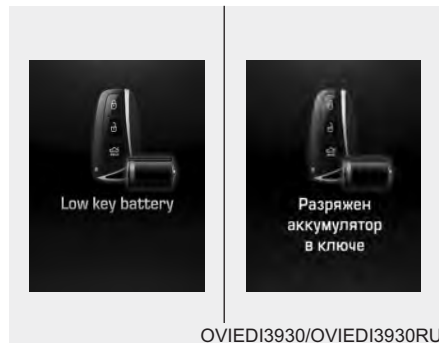 Low key battery
Разряжен
аккумулятор
в ключе
OVIEDI3930/OVIEDI3930RU